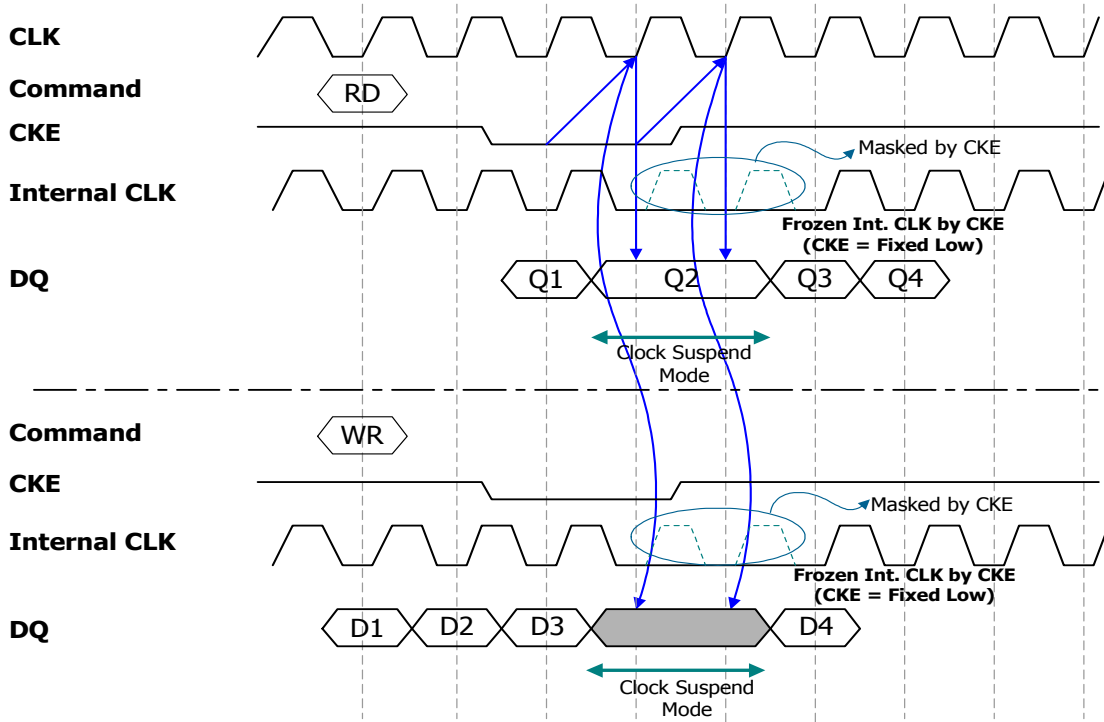 CLK
Command
RD
CKE
Masked by CKE
Internal CLK
Frozen Int. CLK by CKE
(CKE = Fixed Low)
DQ
Q1
Q2
Q3
Q4
Clock Suspend
Mode
Command
WR
CKE
Masked by CKE
Internal CLK
Frozen Int. CLK by CKE
(CKE = Fixed Low)
DQ
D1
D2
D3
D4
Clock Suspend
Mode